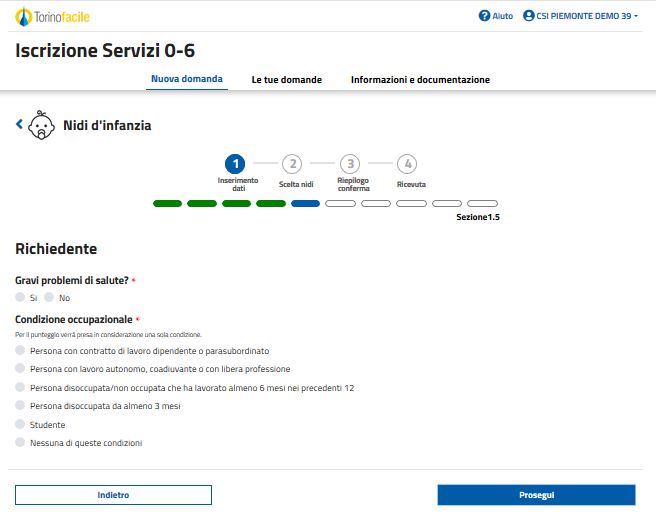 Torinofacile
Aiuto
CSI PIEMONTE DEMO 39
Iscrizione Servizi 0-6
Nuova domanda
Le tue domande
Informazioni e documentazione
Nidi d'infanzia
1
2
3
4
Inserimento
dati
Scelta nidi
Riepilogo
conferma
Ricevuta
Sezione1.5
Richiedente
Gravi problemi di salute? *
Si
No
Condizione occupazionale *
Per il punteggio verrà presa in considerazione una sola condizione.
Persona con contratto di lavoro dipendente o parasubordinato
Persona con lavoro autonomo, coadiuvante o con libera professione
Persona disoccupata/non occupata che ha lavorato almeno 6 mesi nei precedenti 12
Persona disoccupata da almeno 3 mesi
Studente
Nessuna di queste condizioni
Indietro
Prosegui